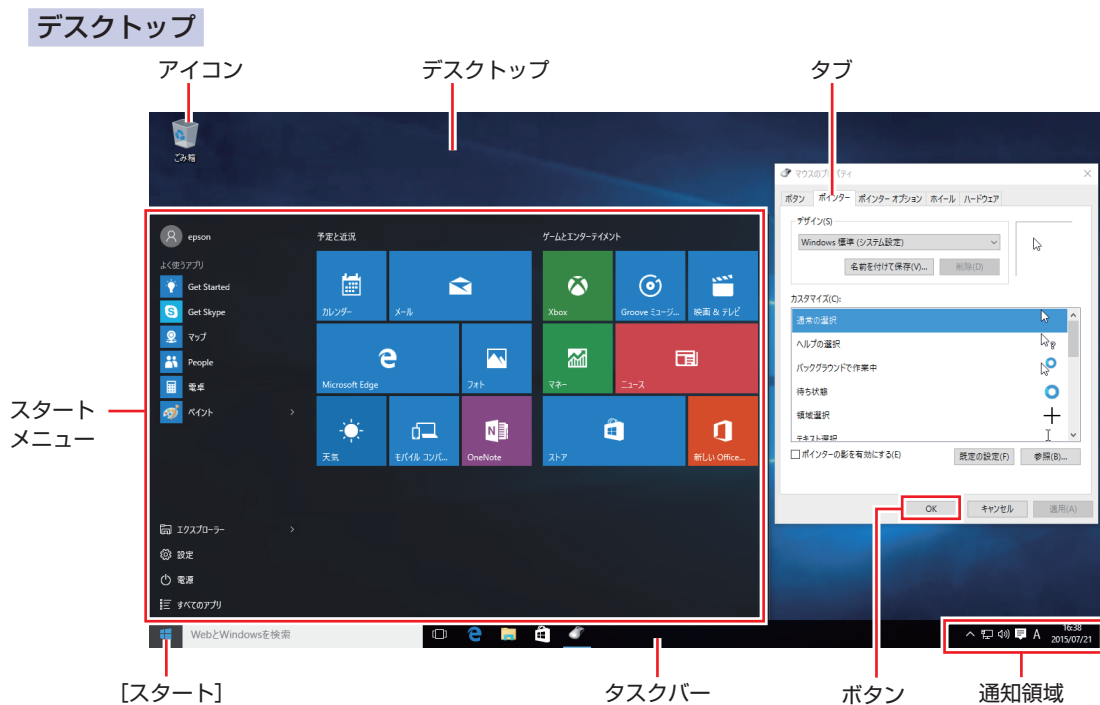 デスクトップ
アイコン
デスクトップ
タブ
ごみ箱
epson
よく使うアプリ
Get Started
Get Skype
マップ
People
電卓
ペイント
エクスプローラー
設定
電源
すべてのアプリ
予定と近況
カレンダー
メール
Microsoft Edge
フォト
天気
モバイル コンパ...
OneNote
ゲームとエンターテイメント
Xbox
Groove ミュージ...
映画 & テレビ
マネー
ニュース
ストア
新しい Office...
マウスのプロパティ
ボタン ポインター ポインター オプション ホイール ハードウェア
デザイン(S)
Windows 標準 (システム設定)
名前を付けて保存(V)... 削除(D)
カスタマイズ(C):
通常の選択
ヘルプの選択
バックグラウンドで作業中
待ち状態
領域選択
テキスト選択
ポインターの影を有効にする(E)
既定の設定(F) 参照(B)...
OK キャンセル 適用(A)
スタート
メニュー
WebとWindowsを検索
A
16:38
2015/07/21
[スタート]
タスクバー
ボタン
通知領域